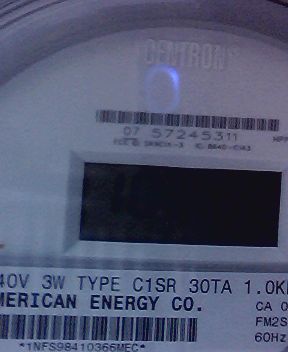 CENTRON
07 57245311
40V 3W TYPE C1SR 30TA 1.0K
MERICAN ENERGY CO.
CA 0
FM2S
60Hz
*1NFS98410366MEC*